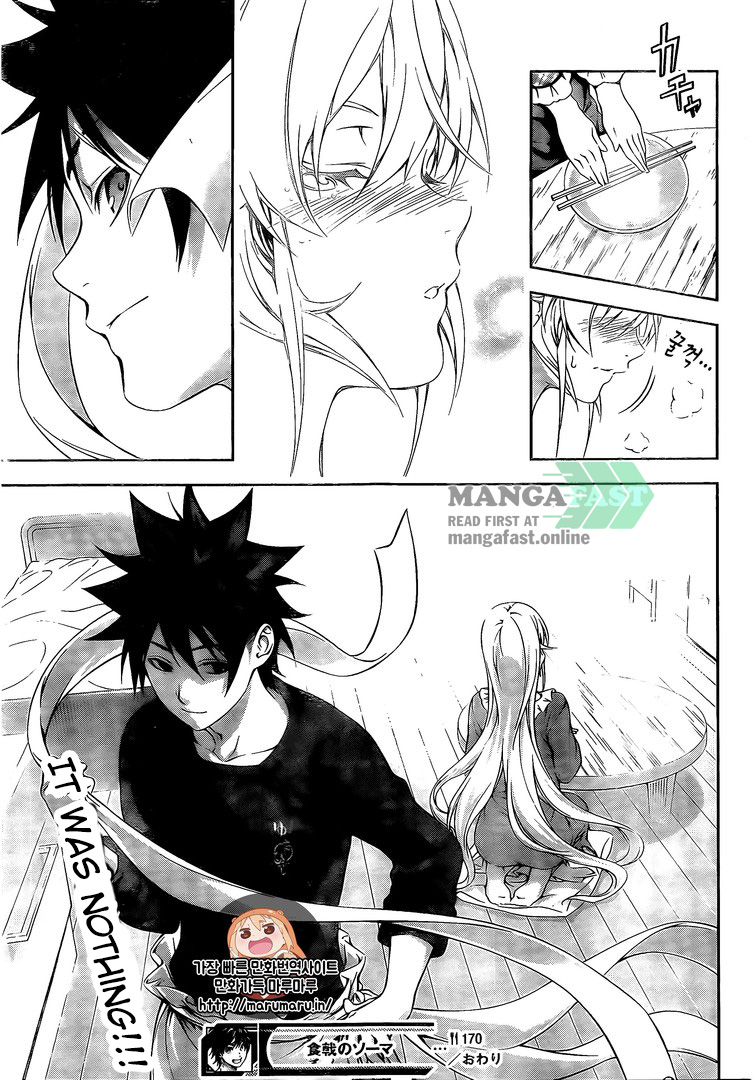 カチャ
꿀꺽...
MANGAFAST
READ FIRST AT
mangafast.online
IT WAS NOTHING!!!
ゆ
가장 빠른 만화번역사이트
만화가득 마루마루
http://marumaru.in/
食戟のソーマ
...
170
/おわり